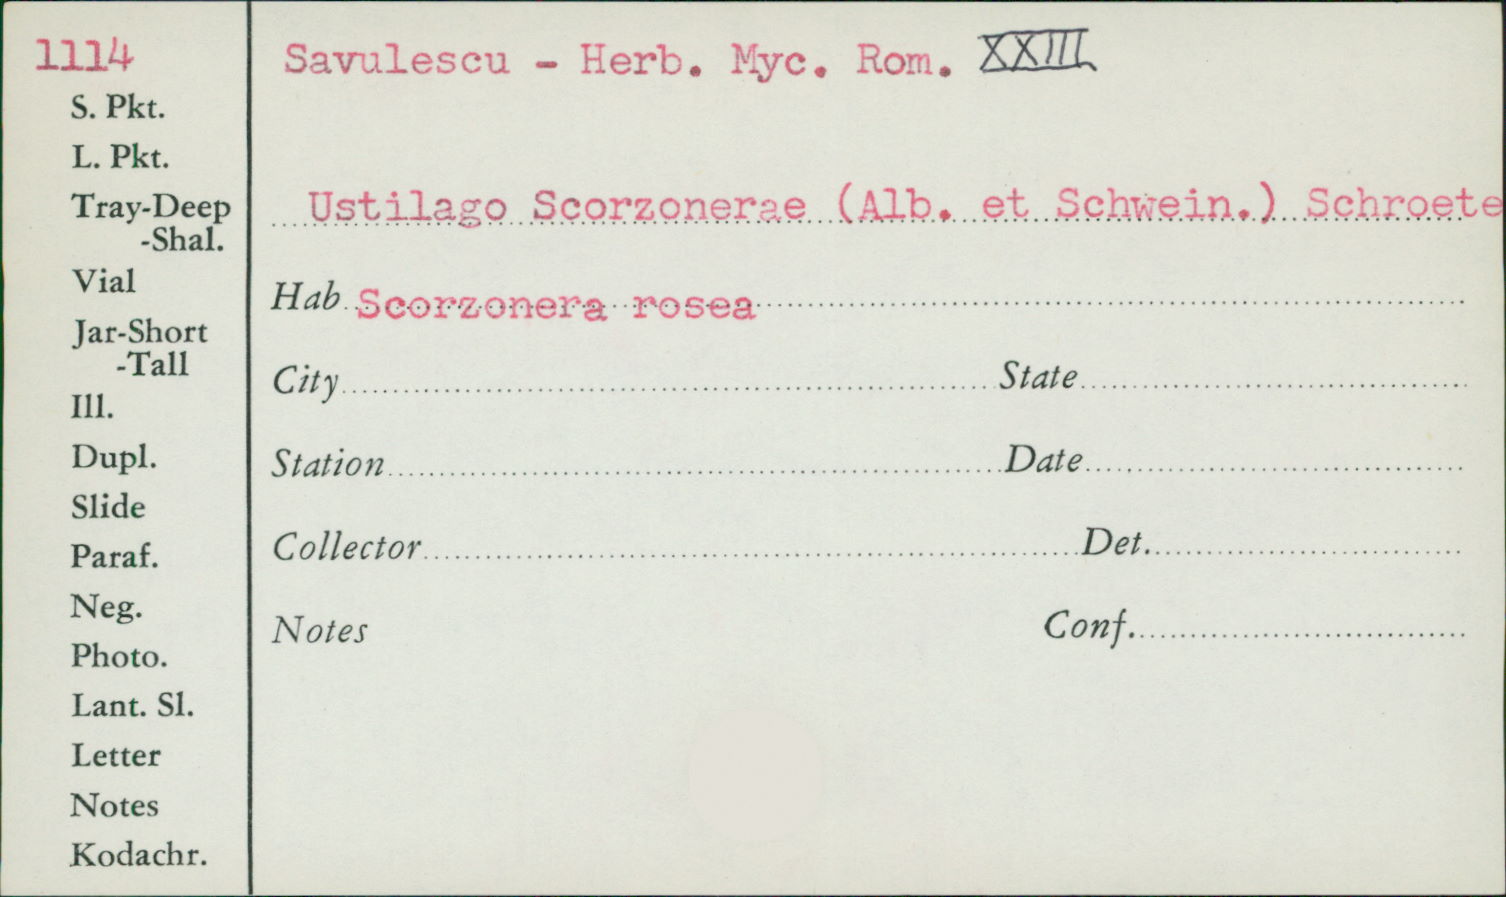 1114
S. Pkt.
L. Pkt.
Tray-Deep
-Shal.
Vial
Jar-Short
-Tall
Ill.
Dupl.
Slide
Paraf.
Neg.
Photo.
Lant. Sl.
Letter
Notes
Kodachr.
Savulescu - Herb. Myc. Rom. XXIII
Ustilago Scorzonerae (Alb. et Schwein.) Schroete
Hab Scorzonera rosea
City State
Station Date
Collector Det.
Notes Conf.